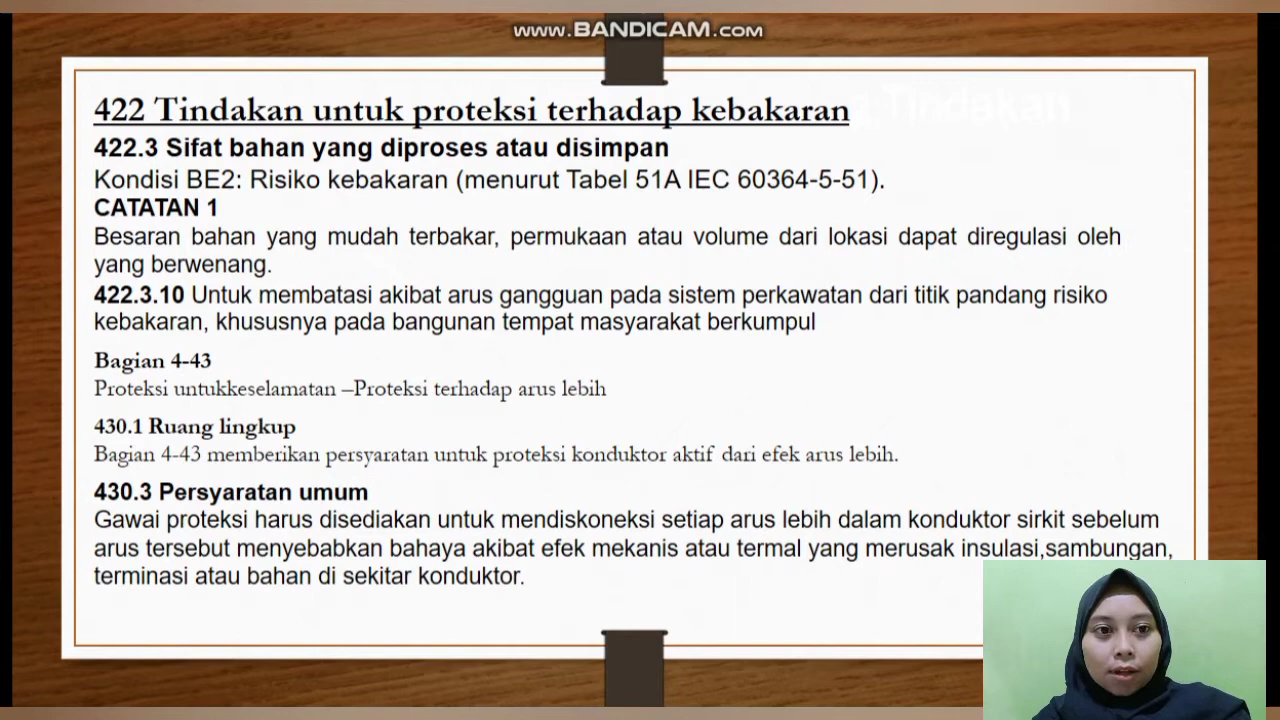 www.BANDICAM.com
Tindakan
422 Tindakan untuk proteksi terhadap kebakaran
422.3 Sifat bahan yang diproses atau disimpan
Kondisi BE2: Risiko kebakaran (menurut Tabel 51A IEC 60364-5-51).
CATATAN 1
Besaran bahan yang mudah terbakar, permukaan atau volume dari lokasi dapat diregulasi oleh
yang berwenang.
422.3.10 Untuk membatasi akibat arus gangguan pada sistem perkawatan dari titik pandang risiko
kebakaran, khususnya pada bangunan tempat masyarakat berkumpul
Bagian 4-43
Proteksi untukkeselamatan –Proteksi terhadap arus lebih
430.1 Ruang lingkup
Bagian 4-43 memberikan persyaratan untuk proteksi konduktor aktif dari efek arus lebih.
430.3 Persyaratan umum
Gawai proteksi harus disediakan untuk mendiskoneksi setiap arus lebih dalam konduktor sirkit sebelum
arus tersebut menyebabkan bahaya akibat efek mekanis atau termal yang merusak insulasi,sambungan,
terminasi atau bahan di sekitar konduktor.